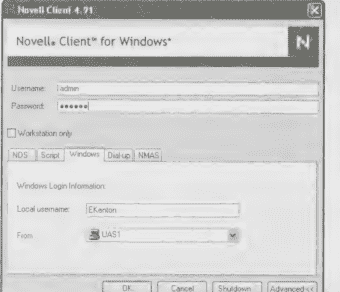 Novell Client 4.91
Novell® Client™ for Windows*
N
Username: admin
Password: ●●●●●●
Workstation only
NDS Script Windows Dial-up NMAS
Windows Login Information
Local username: EKenton
From: UAS1
OK Cancel Shutdown Advanced <<